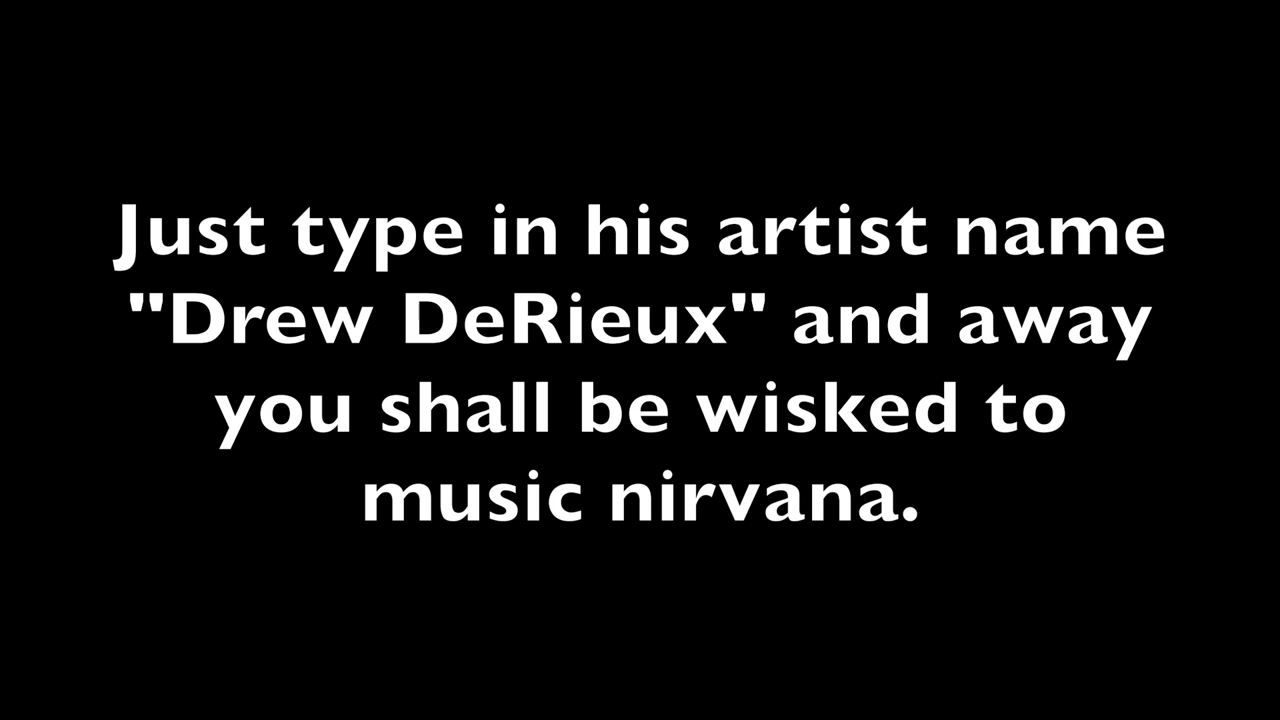 Just type in his artist name
"Drew DeRieux" and away
you shall be wisked to
music nirvana.